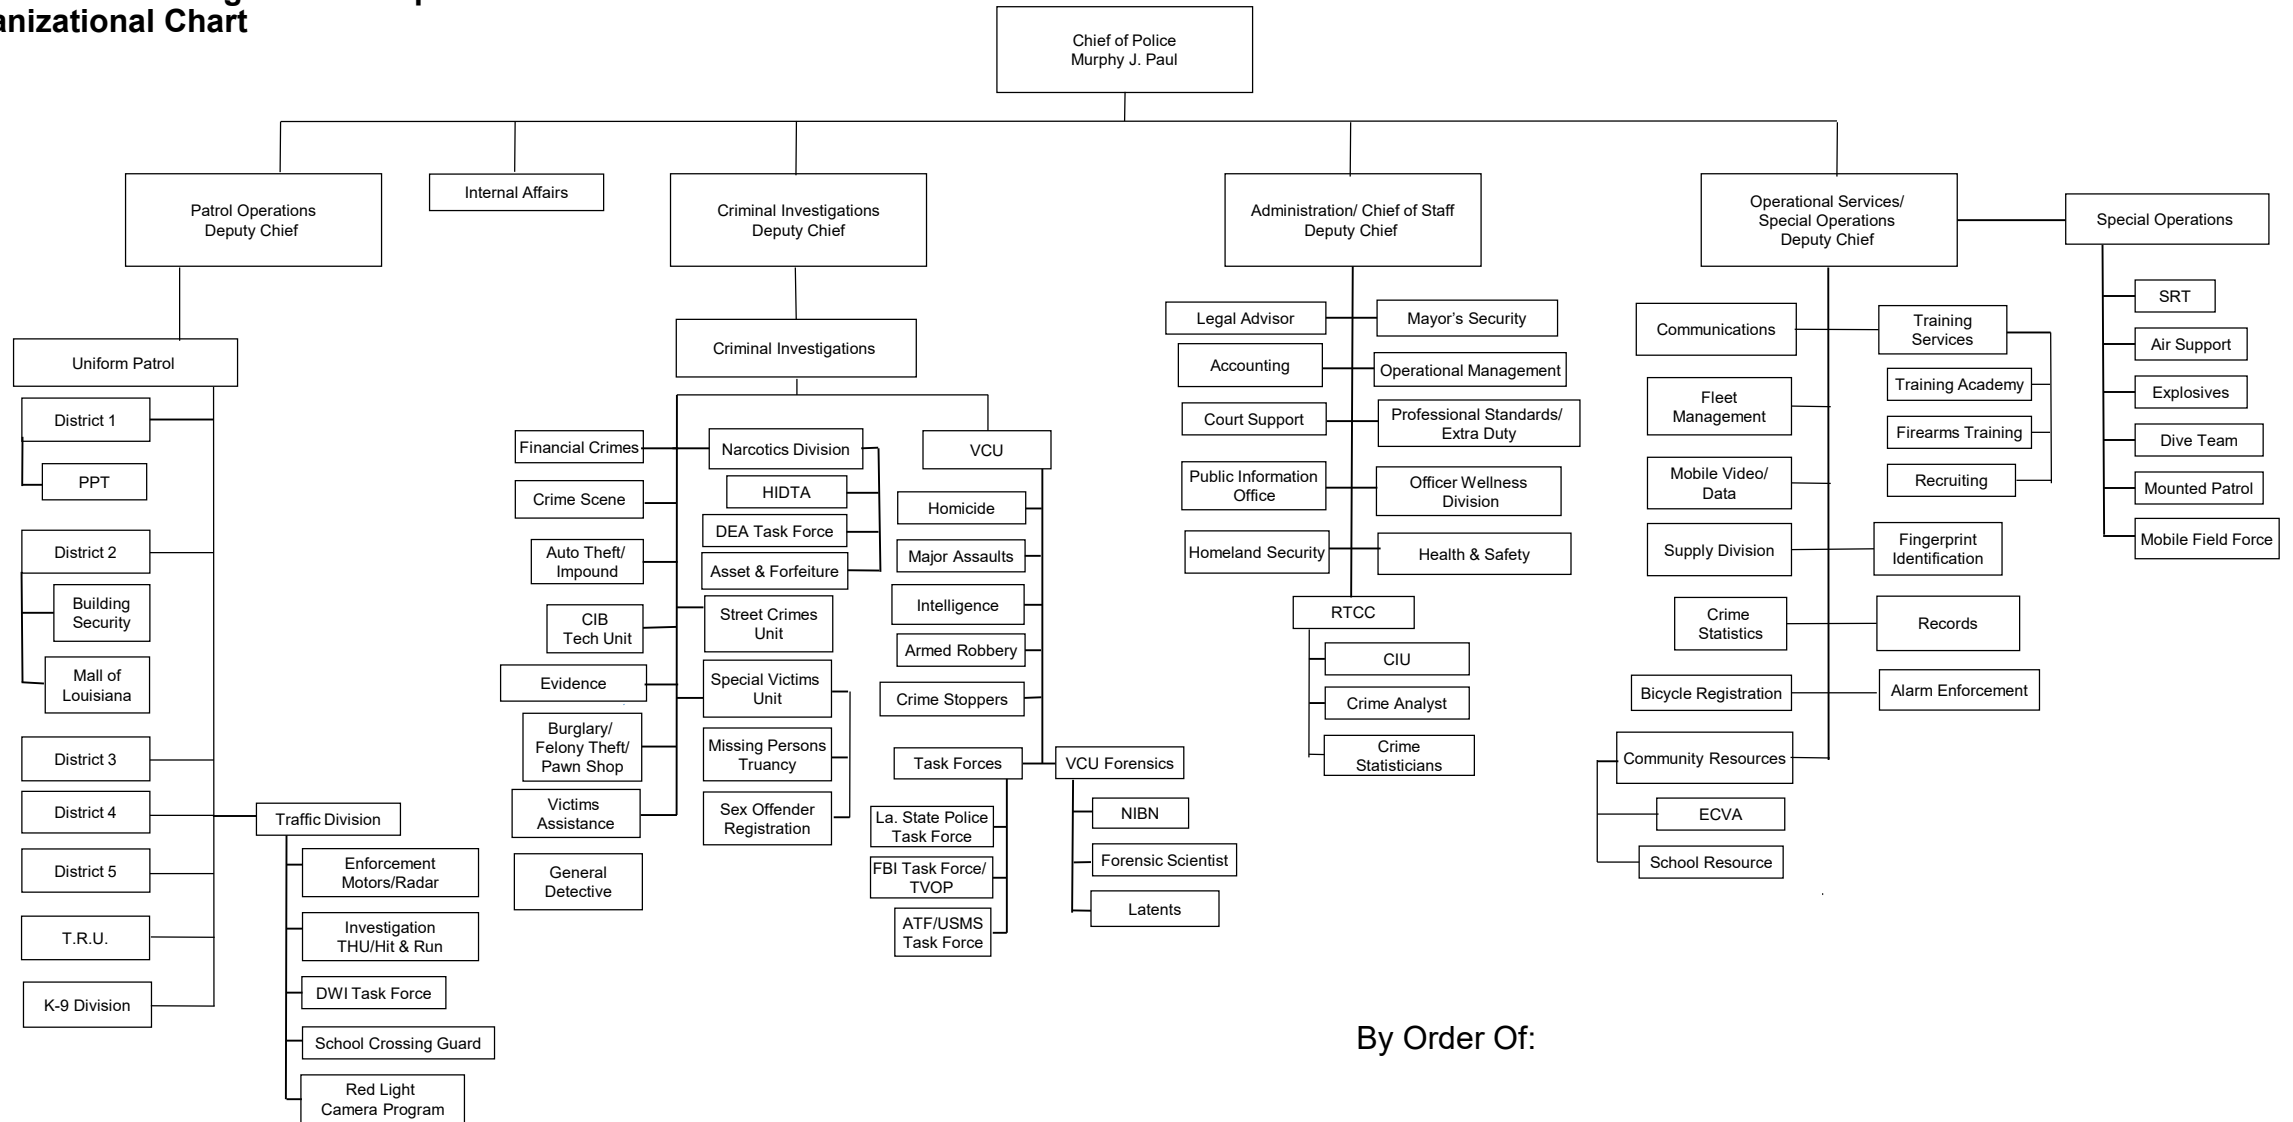 anizational Chart
Chief of Police
Murphy J. Paul
Patrol Operations
Deputy Chief
Internal Affairs
Criminal Investigations
Deputy Chief
Administration/ Chief of Staff
Deputy Chief
Operational Services/
Special Operations
Deputy Chief
Special Operations
Uniform Patrol
District 1
PPT
District 2
Building
Security
Mall of
Louisiana
District 3
District 4
District 5
T.R.U.
K-9 Division
Traffic Division
Enforcement
Motors/Radar
Investigation
THU/Hit & Run
DWI Task Force
School Crossing Guard
Red Light
Camera Program
Criminal Investigations
Financial Crimes
Crime Scene
Auto Theft/
Impound
CIB
Tech Unit
Evidence
Burglary/
Felony Theft/
Pawn Shop
Victims
Assistance
General
Detective
Narcotics Division
HIDTA
DEA Task Force
Asset & Forfeiture
Street Crimes
Unit
Special Victims
Unit
Missing Persons
Truancy
Sex Offender
Registration
VCU
Homicide
Major Assaults
Intelligence
Armed Robbery
Crime Stoppers
Task Forces
La. State Police
Task Force
FBI Task Force/
TVOP
ATF/USMS
Task Force
VCU Forensics
NIBN
Forensic Scientist
Latents
Legal Advisor
Mayor’s Security
Accounting
Operational Management
Court Support
Professional Standards/
Extra Duty
Public Information
Office
Officer Wellness
Division
Homeland Security
Health & Safety
RTCC
CIU
Crime Analyst
Crime
Statisticians
Communications
Training
Services
Training Academy
Firearms Training
Recruiting
Fleet
Management
Mobile Video/
Data
Supply Division
Fingerprint
Identification
Crime
Statistics
Records
Bicycle Registration
Alarm Enforcement
Community Resources
ECVA
School Resource
SRT
Air Support
Explosives
Dive Team
Mounted Patrol
Mobile Field Force
By Order Of: